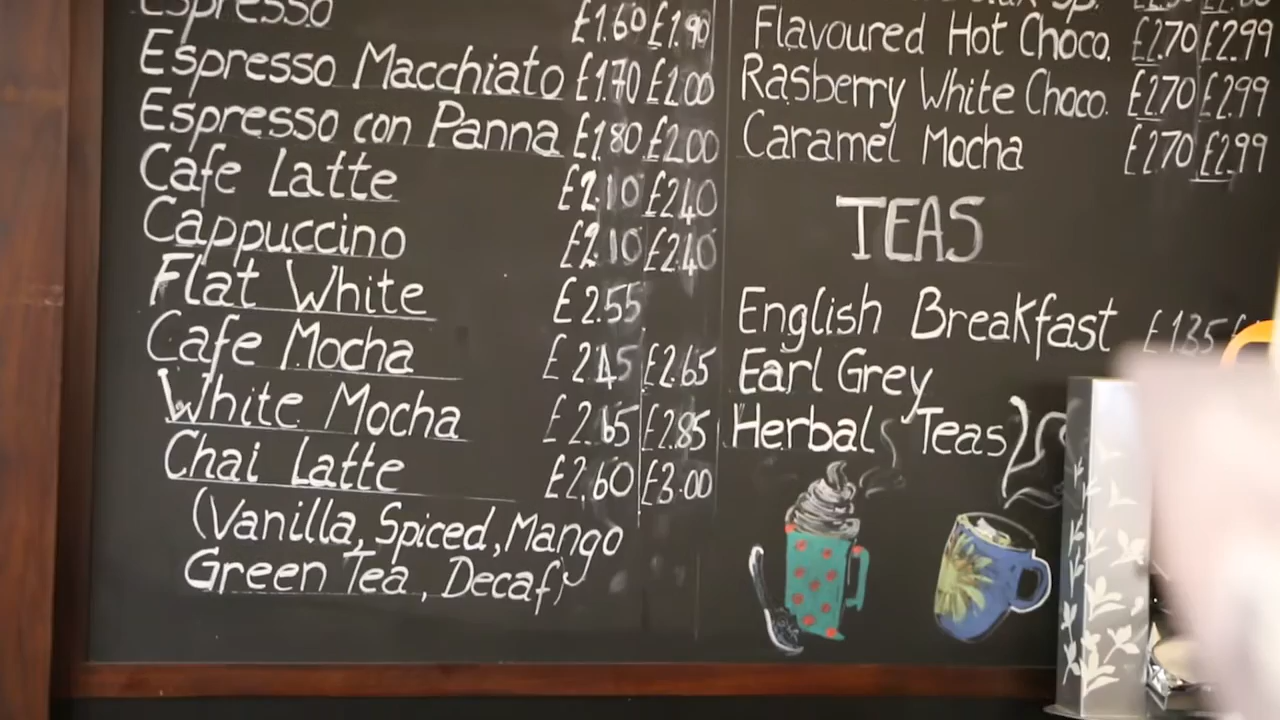 Espresso £1.60 £1.90
Espresso Macchiato £1.70 £2.00
Espresso con Panna £1.80 £2.00
Cafe Latte £2.10 £2.40
Cappuccino £2.10 £2.40
Flat White £2.55
Cafe Mocha £2.45 £2.65
White Mocha £2.65 £2.85
Chai Latte £2.60 £3.00
(Vanilla, Spiced, Mango
Green Tea, Decaf)
Flavoured Hot Choco. £2.70 £2.99
Rasberry White Choco. £2.70 £2.99
Caramel Mocha £2.70 £2.99
TEAS
English Breakfast £1.35
Earl Grey
Herbal Teas